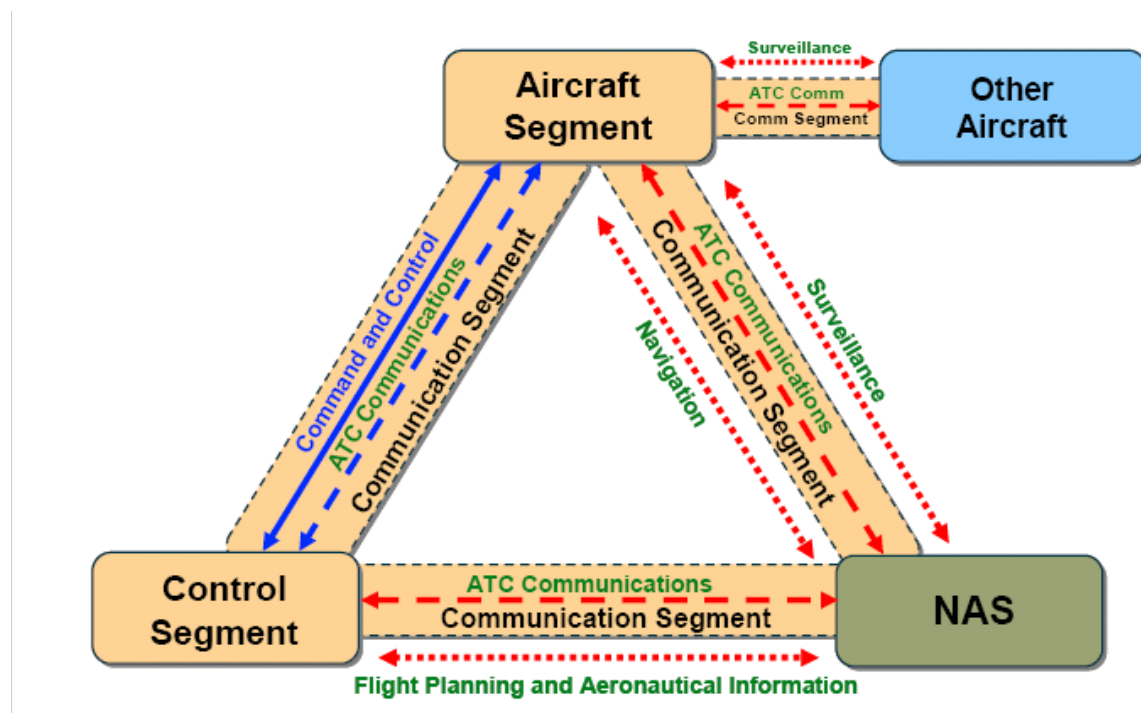 Surveillance
Aircraft
Segment
ATC Comm
Comm Segment
Other
Aircraft
Command and Control
ATC Communications
Communication Segment
ATC Communications
Communication Segment
Navigation
Surveillance
Control
Segment
ATC Communications
Communication Segment
NAS
Flight Planning and Aeronautical Information